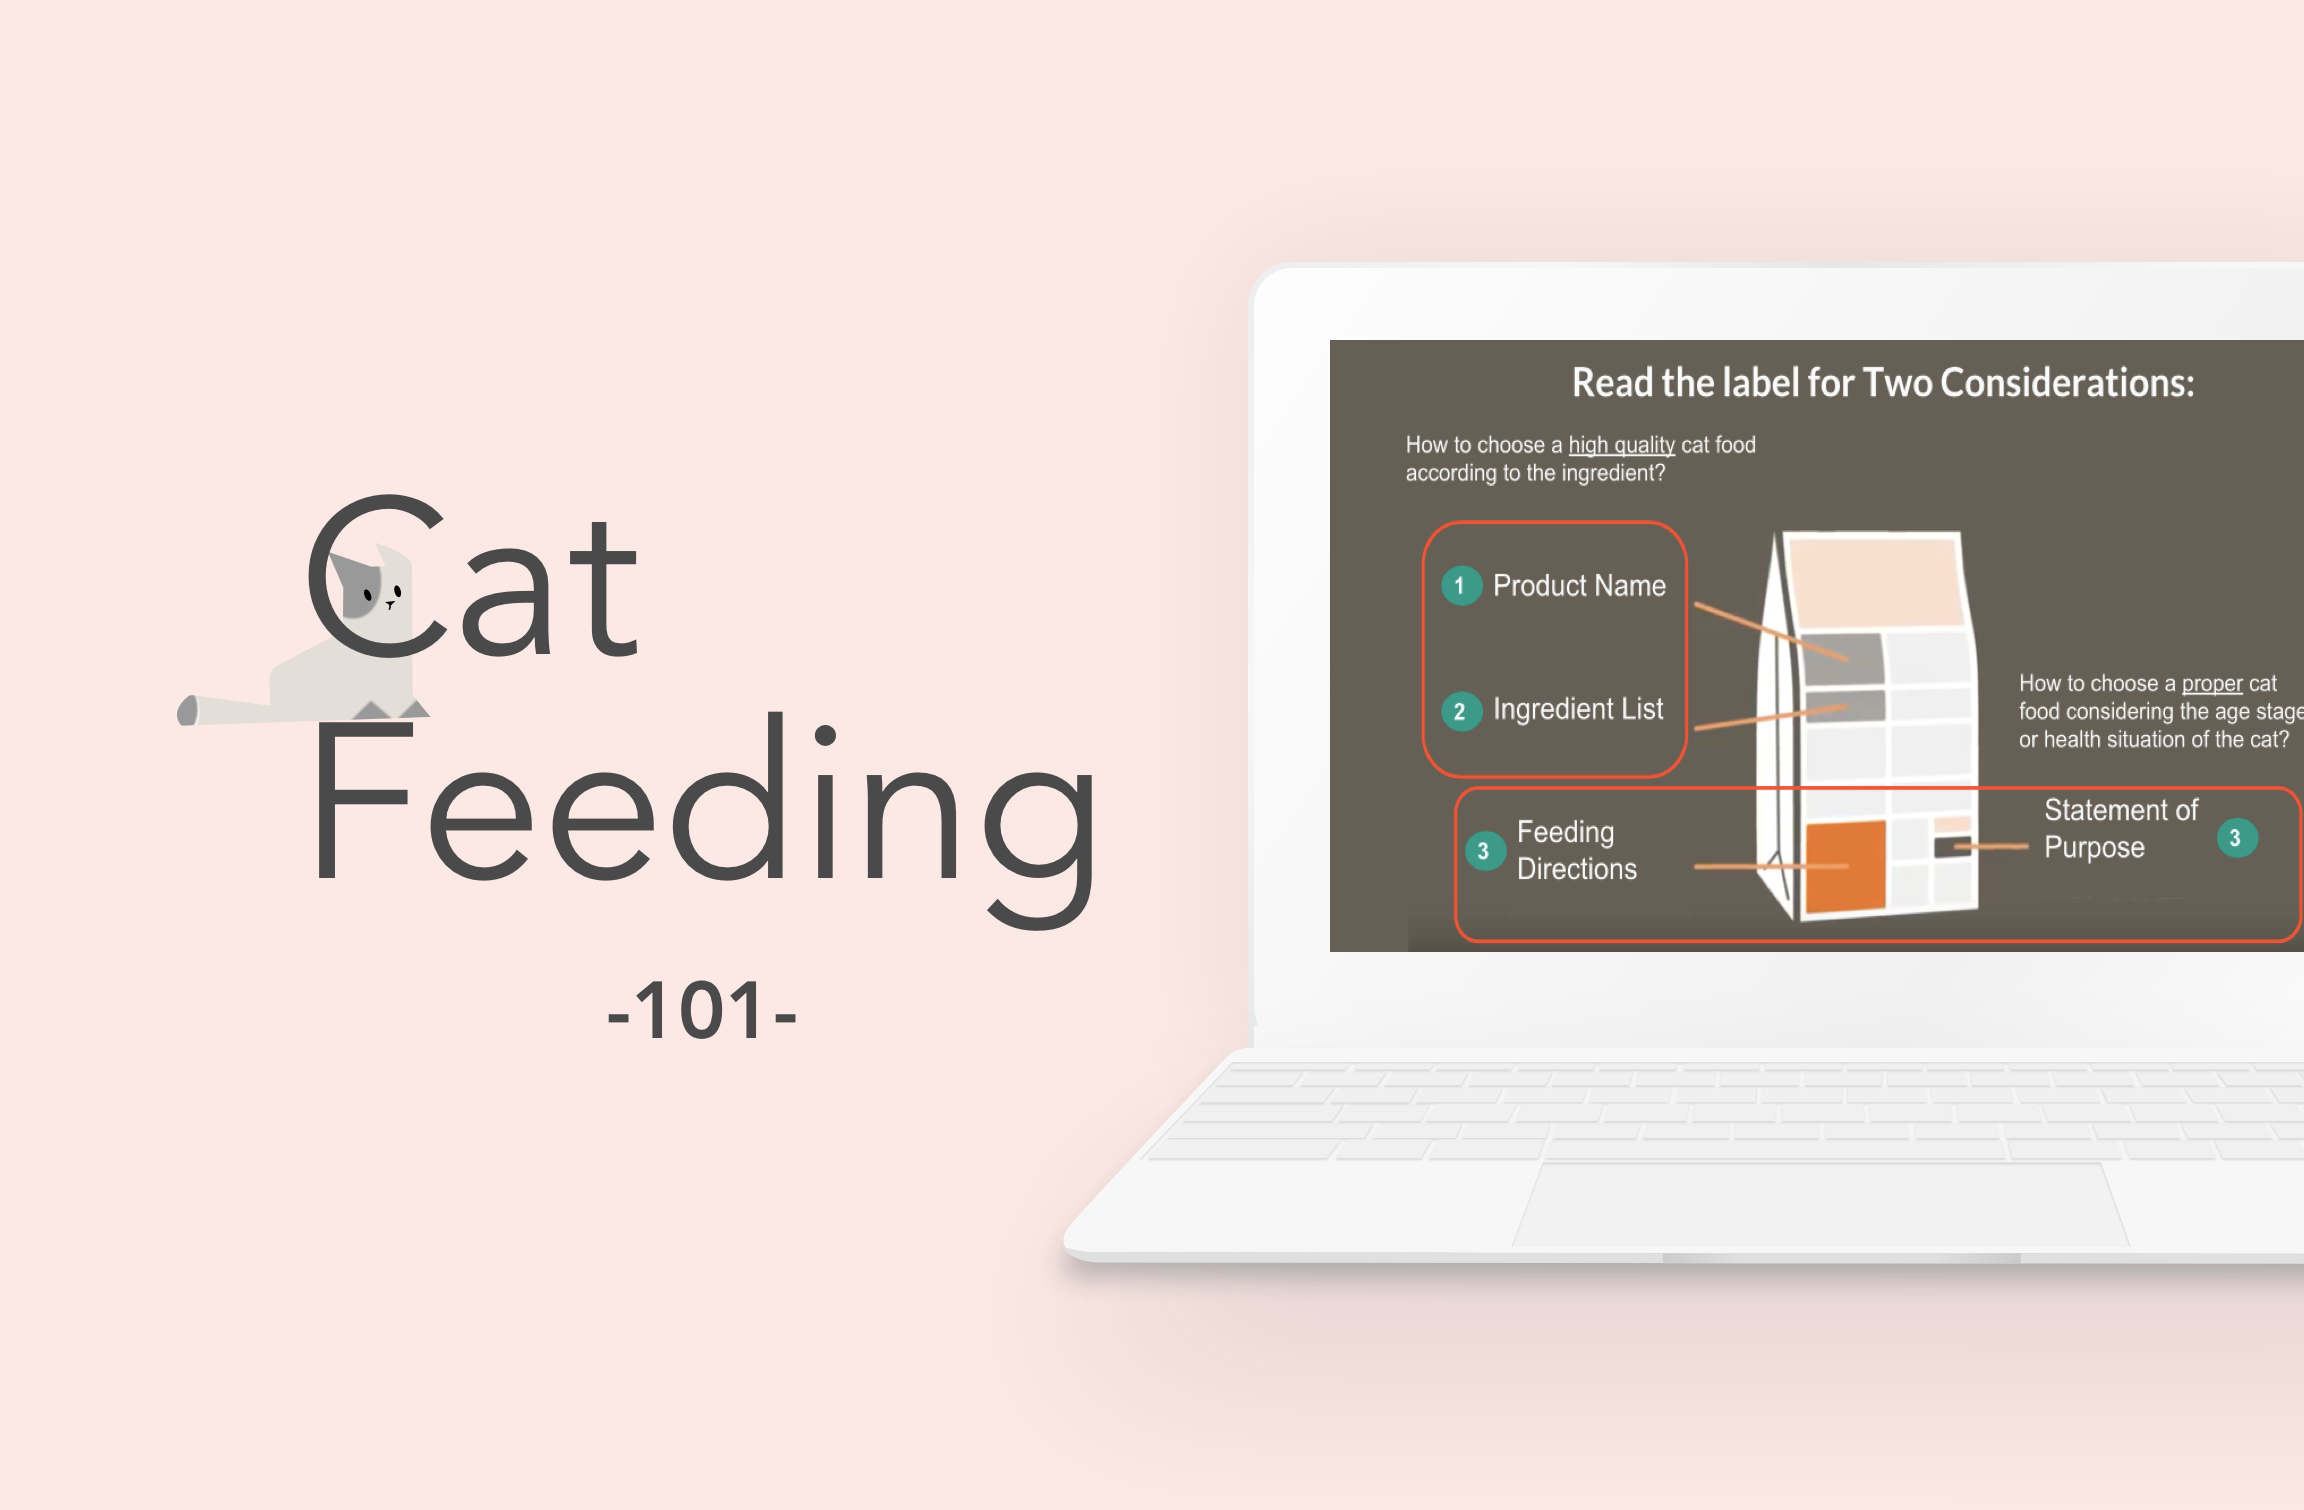 Cat
Feeding
-101-
Read the label for Two Considerations:
How to choose a high quality cat food
according to the ingredient?
1 Product Name
2 Ingredient List
How to choose a proper cat
food considering the age stage
or health situation of the cat?
3 Feeding
Directions
Statement of
Purpose 3